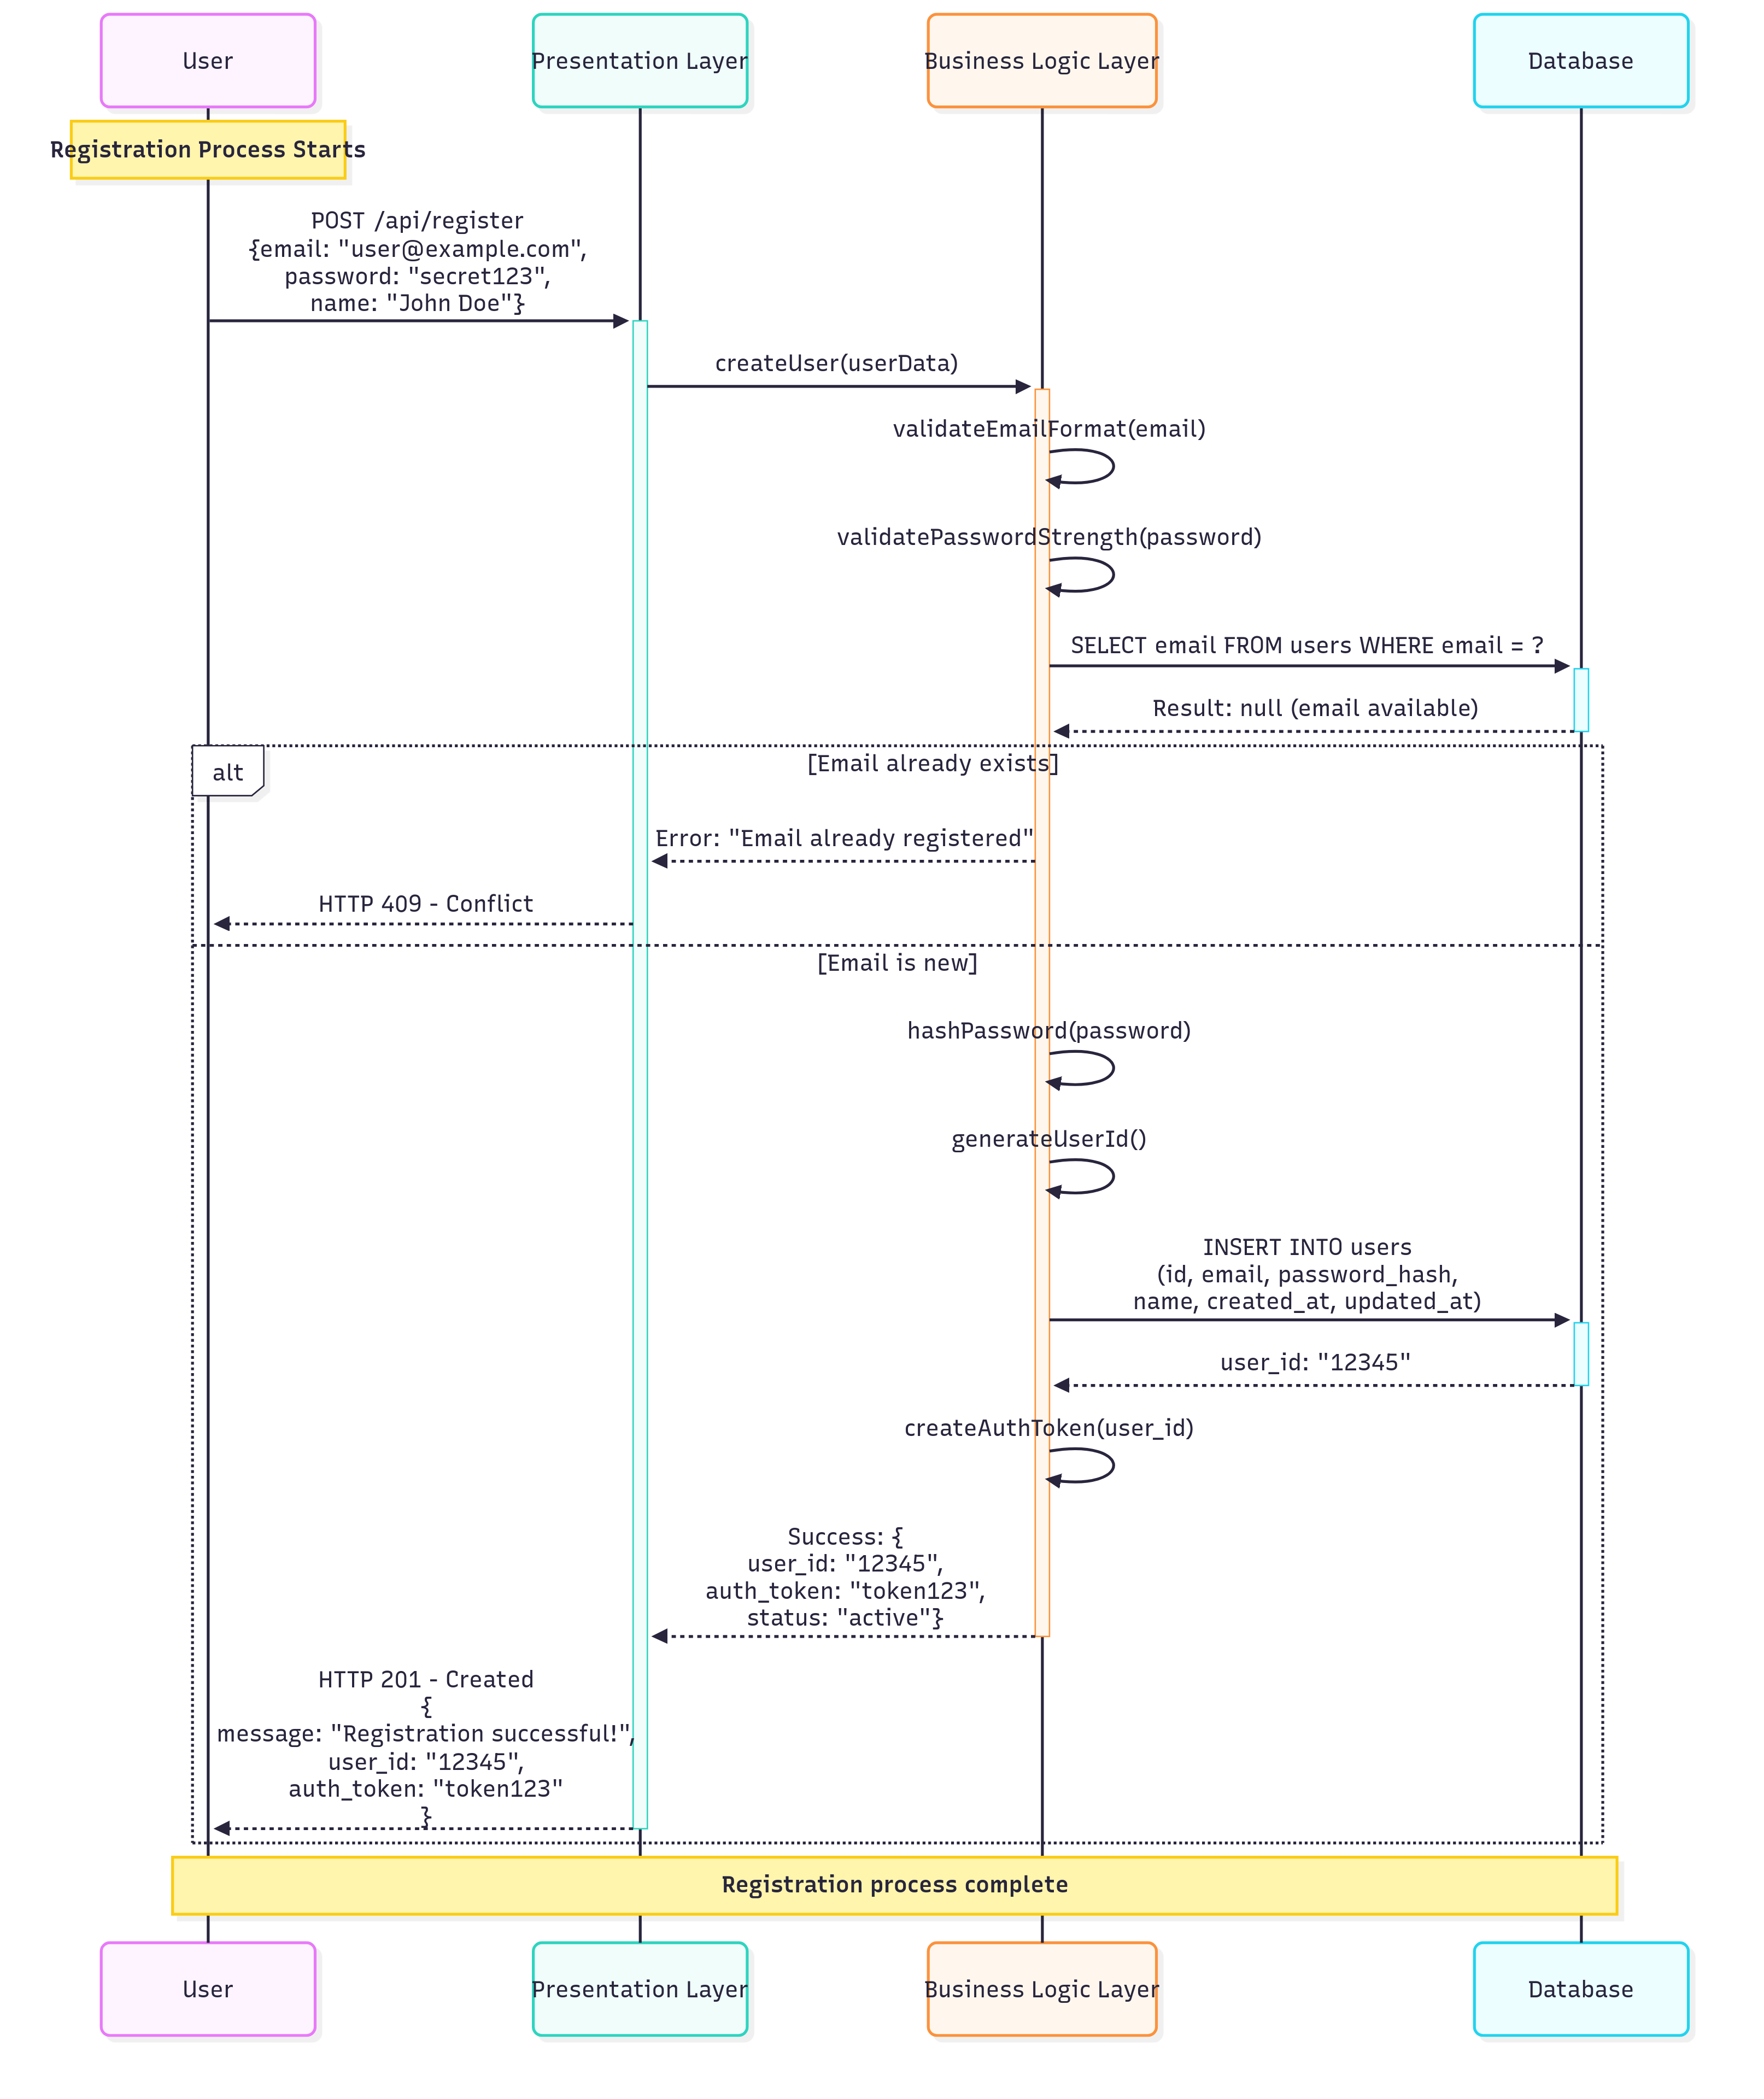 User
Presentation Layer
Business Logic Layer
Database
Registration Process Starts
POST /api/register
{email: "user@example.com",
password: "secret123",
name: "John Doe"}
createUser(userData)
validateEmailFormat(email)
validatePasswordStrength(password)
SELECT email FROM users WHERE email = ?
Result: null (email available)
alt
[Email already exists]
Error: "Email already registered"
HTTP 409 - Conflict
[Email is new]
hashPassword(password)
generateUserId()
INSERT INTO users
(id, email, password_hash,
name, created_at, updated_at)
user_id: "12345"
createAuthToken(user_id)
Success: {
user_id: "12345",
auth_token: "token123",
status: "active"}
HTTP 201 - Created
{
message: "Registration successful!",
user_id: "12345",
auth_token: "token123"
}
Registration process complete
User
Presentation Layer
Business Logic Layer
Database